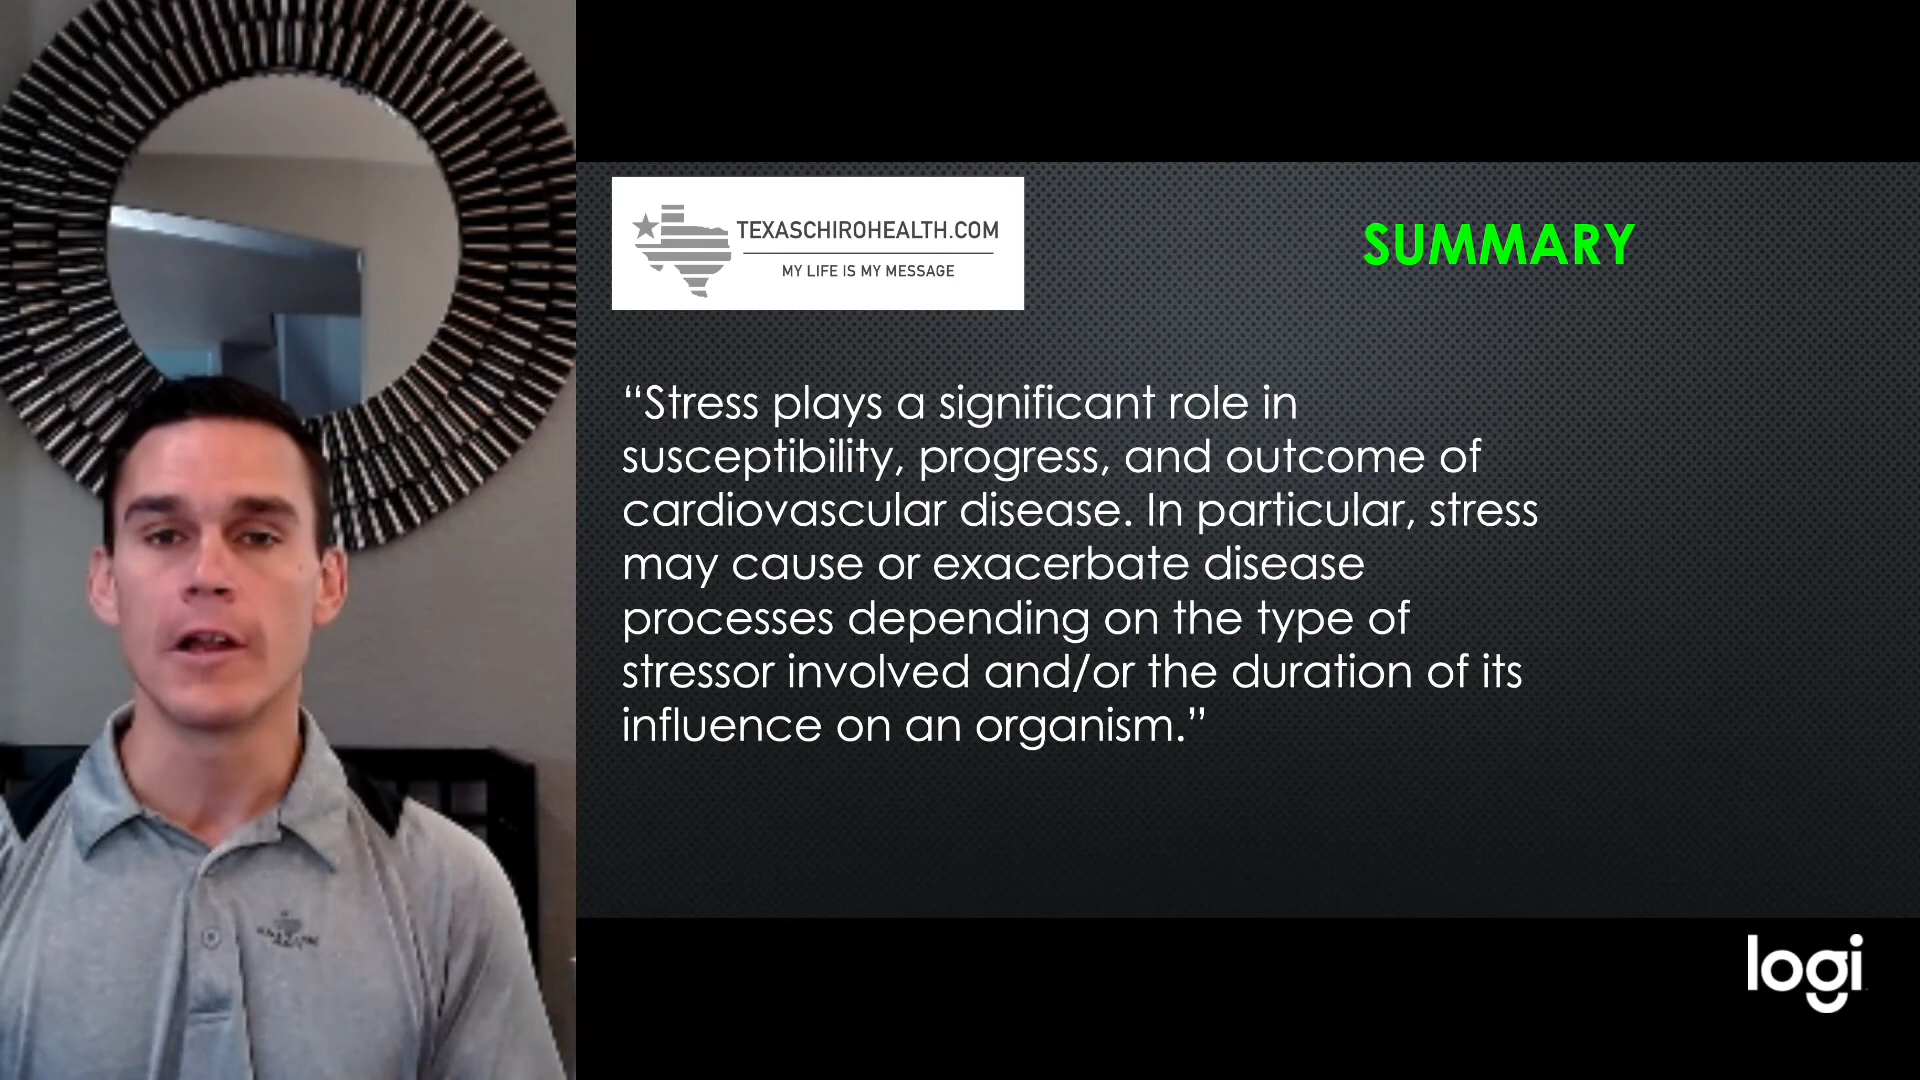 TEXASCHIROHEALTH.COM
MY LIFE IS MY MESSAGE
SUMMARY
“Stress plays a significant role in
susceptibility, progress, and outcome of
cardiovascular disease. In particular, stress
may cause or exacerbate disease
processes depending on the type of
stressor involved and/or the duration of its
influence on an organism.”
logi